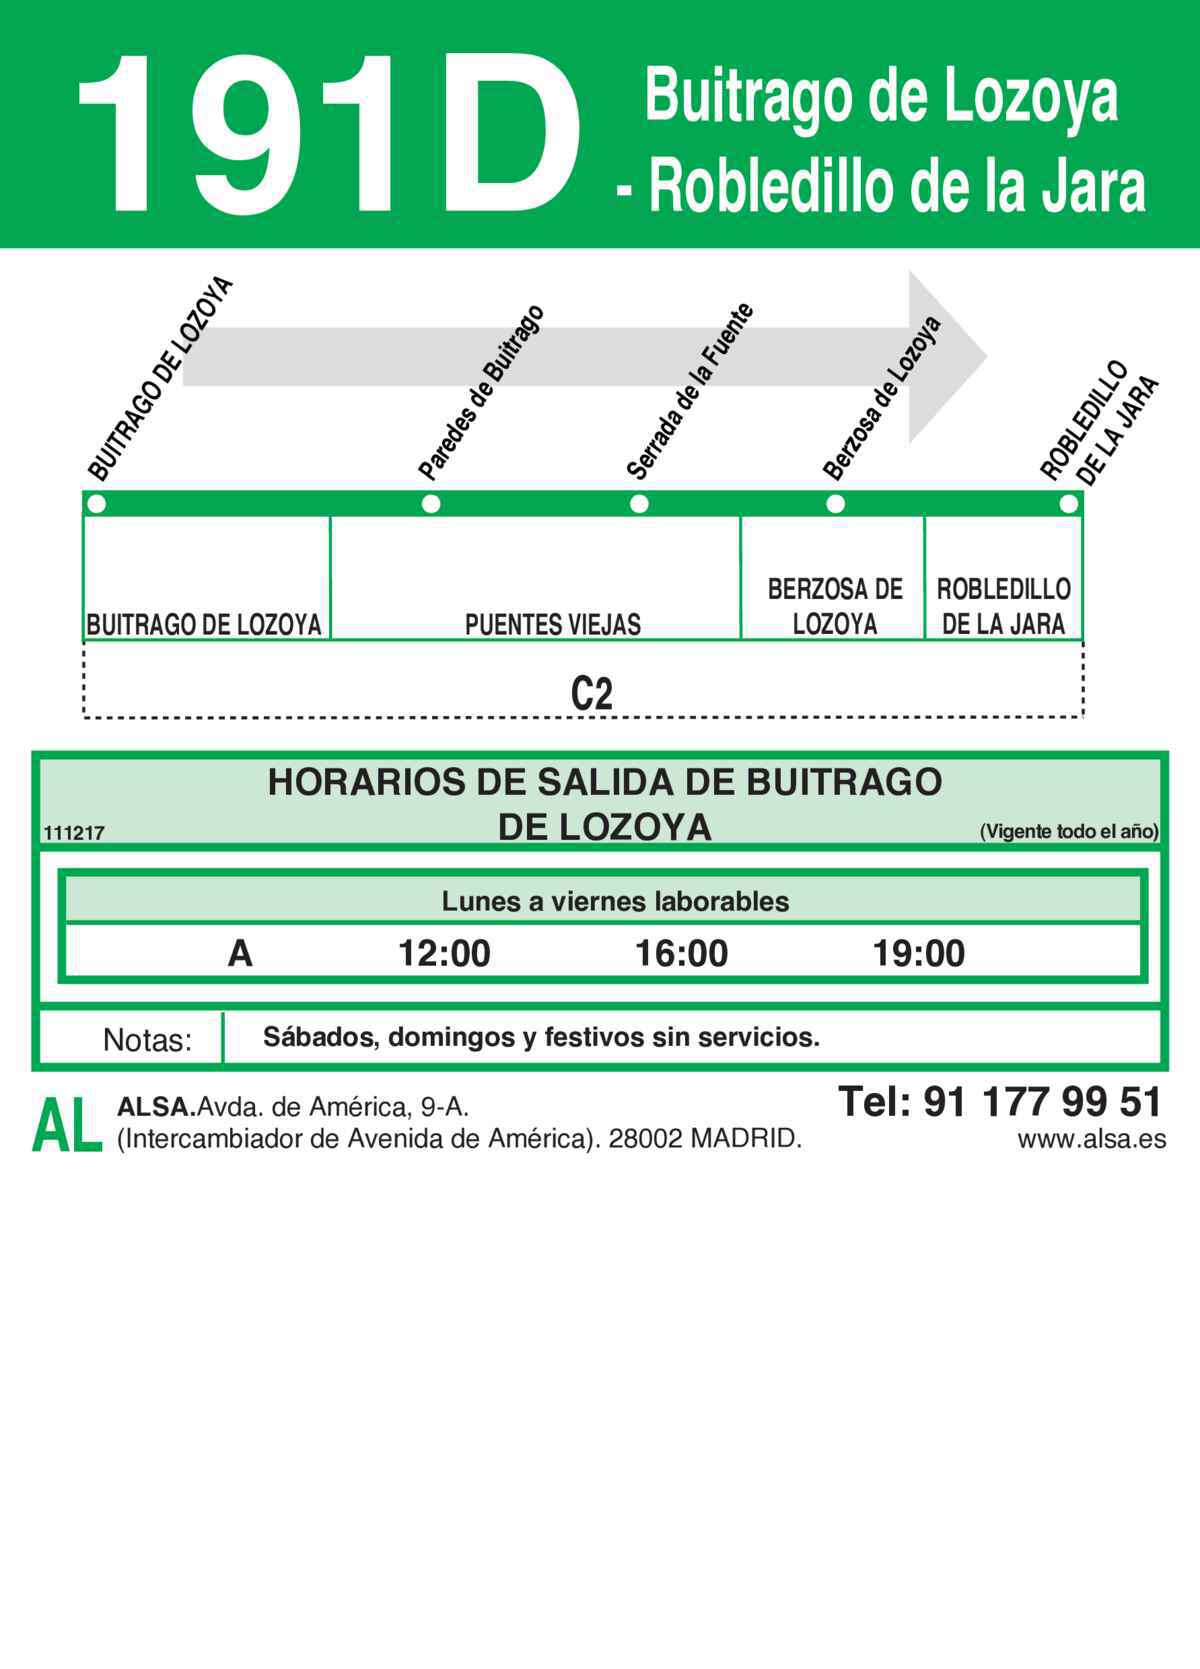 191D
Buitrago de Lozoya
- Robledillo de la Jara
BUITRAGO DE LOZOYA
Paredes de Buitrago
Serrada de la Fuente
Berzosa de Lozoya
ROBLEDILLO
DE LA JARA
BUITRAGO DE LOZOYA
PUENTES VIEJAS
BERZOSA DE
LOZOYA
ROBLEDILLO
DE LA JARA
C2
HORARIOS DE SALIDA DE BUITRAGO
DE LOZOYA
111217
(Vigente todo el año)
Lunes a viernes laborables
A 12:00 16:00 19:00
Notas:
Sábados, domingos y festivos sin servicios.
AL
ALSA.Avda. de América, 9-A.
(Intercambiador de Avenida de América). 28002 MADRID.
Tel: 91 177 99 51
www.alsa.es